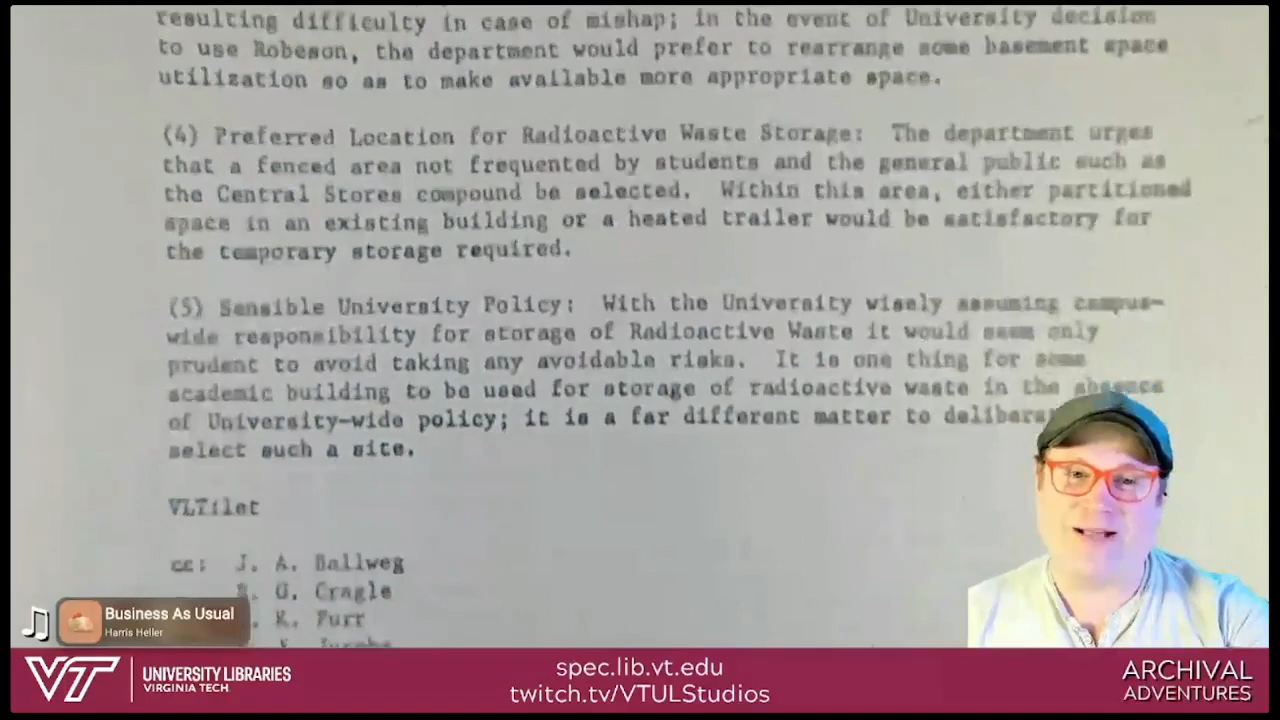 resulting difficulty in case of mishap; in the event of University decision
to use Robeson, the department would prefer to rearrange some basement space
utilization so as to make available more appropriate space.
(4) Preferred Location for Radioactive Waste Storage: The department urges
that a fenced area not frequented by students and the general public such as
the Central Stores compound be selected. Within this area, either partitioned
space in an existing building or a heated trailer would be satisfactory for
the temporary storage required.
(5) Sensible University Policy: With the University wisely assuming campus-
wide responsibility for storage of Radioactive Waste it would seem only
prudent to avoid taking any avoidable risks. It is one thing for some
academic building to be used for storage of radioactive waste in the absence
of University-wide policy; it is a far different matter to
select such a site.
cc: J. A. Ballweg
G. Cragle
K. Furr
Business As Usual
Harris Heller
VT
UNIVERSITY LIBRARIES
VIRGINIA TECH.
spec.lib.vt.edu
twitch.tv/VTULStudios
ARCHIVAL
ADVENTURES